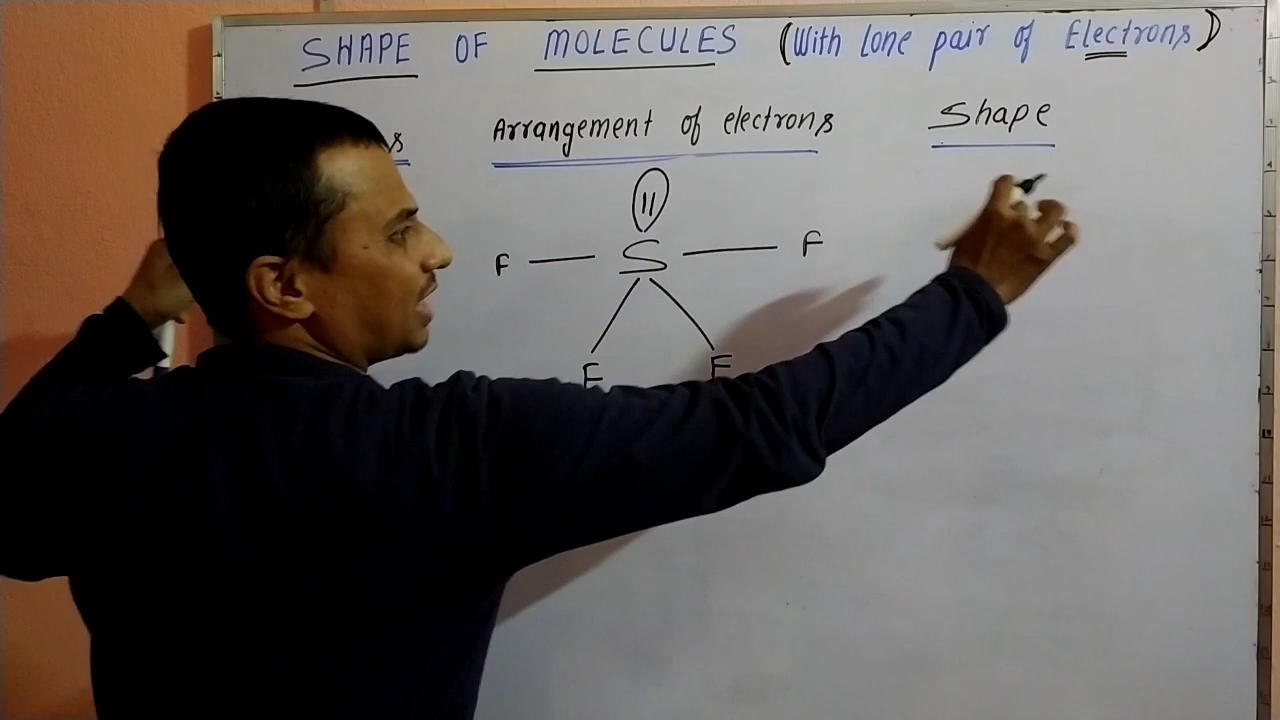 SHAPE OF MOLECULES (With lone pair of Electrons)
Arrangement of electrons Shape
F S F
F F